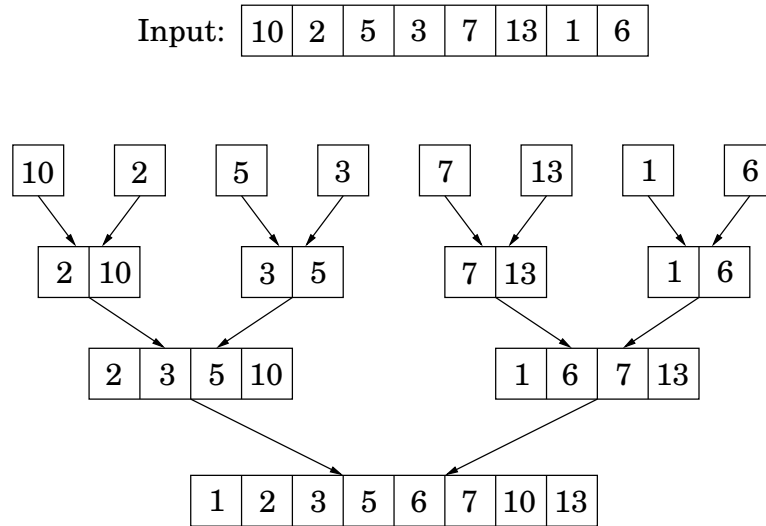 Input: 10 2 5 3 7 13 1 6
10 2 5 3 7 13 1 6
2 10 3 5 7 13 1 6
2 3 5 10 1 6 7 13
1 2 3 5 6 7 10 13